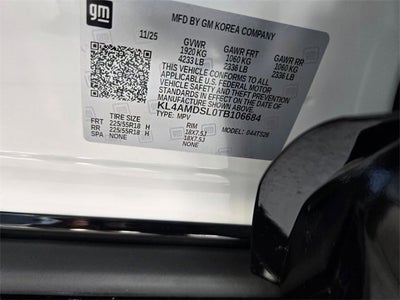 gm
MFD BY GM KOREA COMPANY
11/25
GVWR GAWR FRT GAWR RR
1920 KG 1060 KG 1060 KG
4233 LB 2336 LB 2336 LB
THIS VEHICLE CONFORMS TO ALL
APPLICABLE U.S. FEDERAL MOTOR
VEHICLE SAFETY AND THEFT
PREVENTION STANDARDS IN
EFFECT ON THE DATE OF
MANUFACTURE SHOWN ABOVE.
KL4AMDSL0TB106684
TYPE: MPV MODEL: 044TS26
TIRE SIZE RIM
FRT 225/55R18 H 18X7.5J
RR 225/55R18 H 18X7.5J
SPA NONE NONE